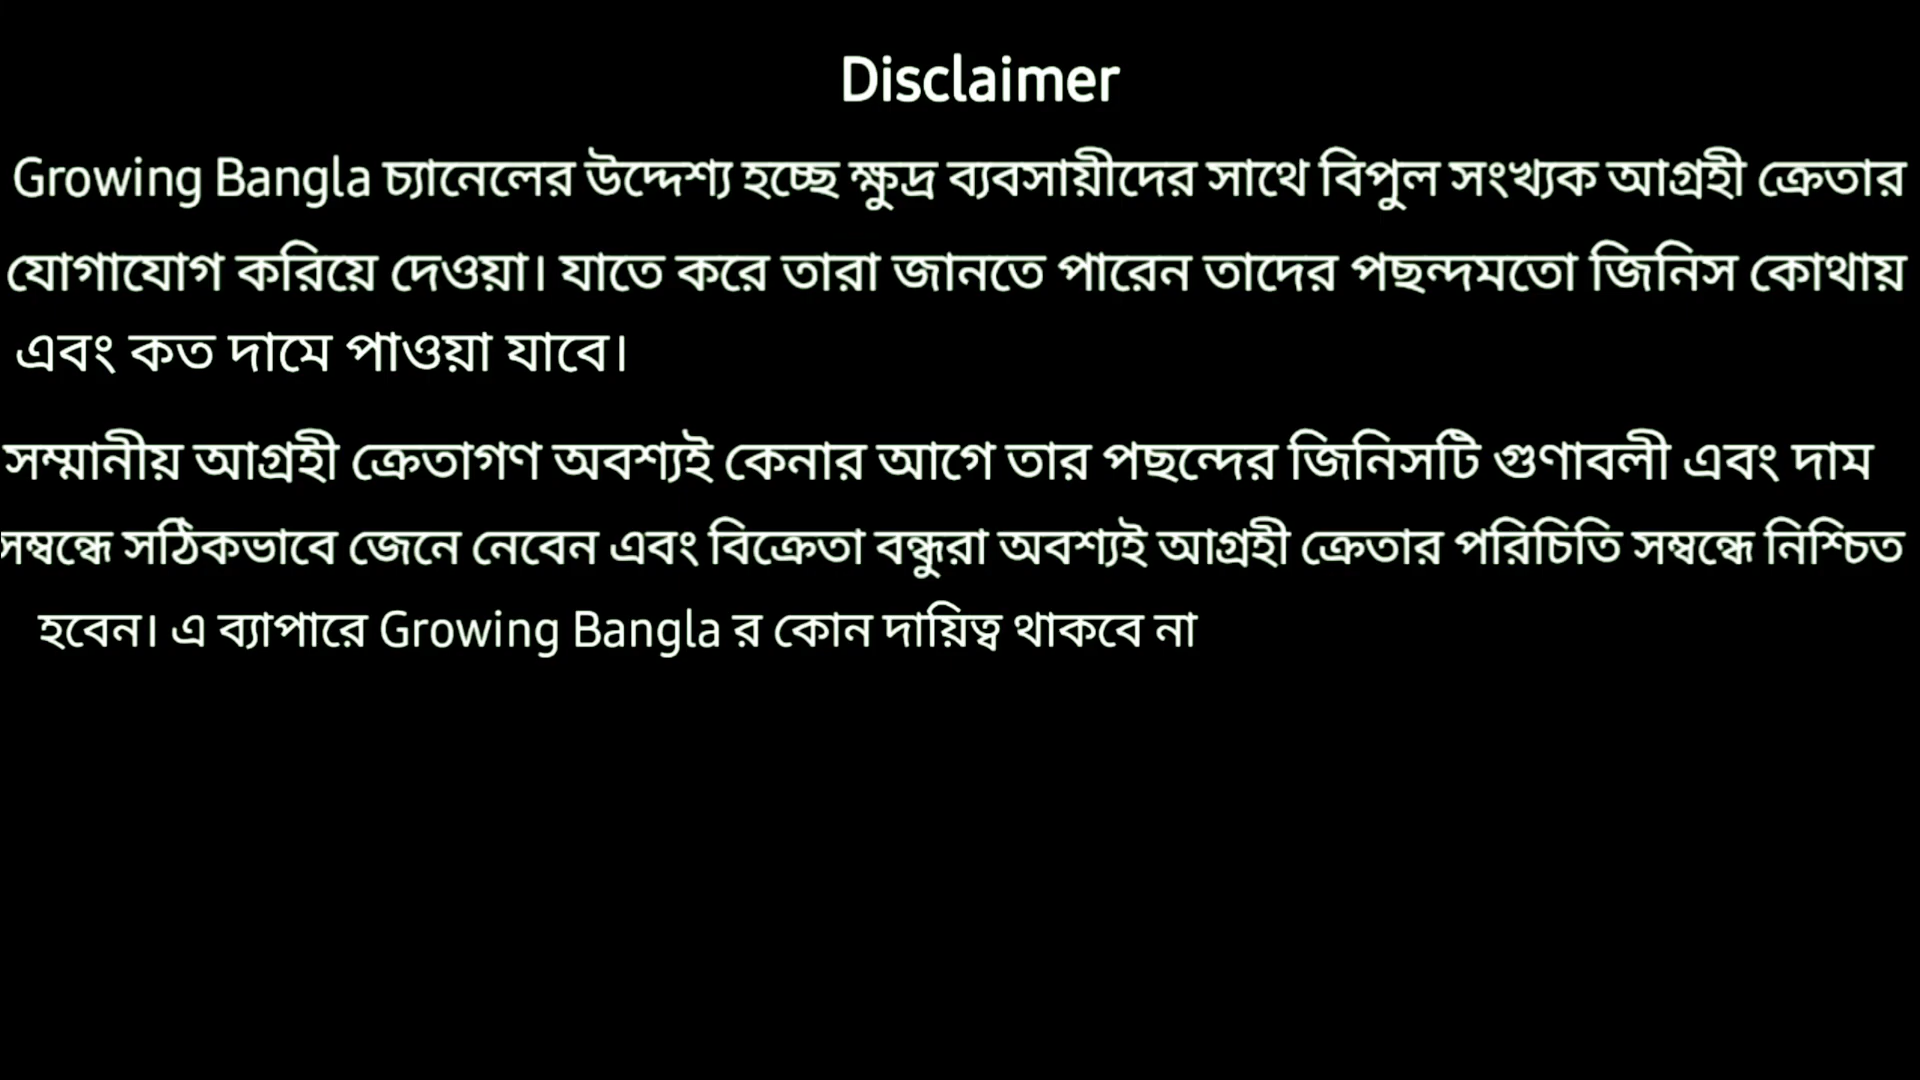 Disclaimer
Growing Bangla চ্যানেলের উদ্দেশ্য হচ্ছে ক্ষুদ্র ব্যবসায়ীদের সাথে বিপুল সংখ্যক আগ্রহী ক্রেতার
যোগাযোগ করিয়ে দেওয়া। যাতে করে তারা জানতে পারেন তাদের পছন্দমতো জিনিস কোথায়
এবং কত দামে পাওয়া যাবে।
সম্মানীয় আগ্রহী ক্রেতাগণ অবশ্যই কেনার আগে তার পছন্দের জিনিসটি গুণাবলী এবং দাম
সম্বন্ধে সঠিকভাবে জেনে নেবেন এবং বিক্রেতা বন্ধুরা অবশ্যই আগ্রহী ক্রেতার পরিচিতি সম্বন্ধে নিশ্চিত
হবেন। এ ব্যাপারে Growing Bangla র কোন দায়িত্ব থাকবে না